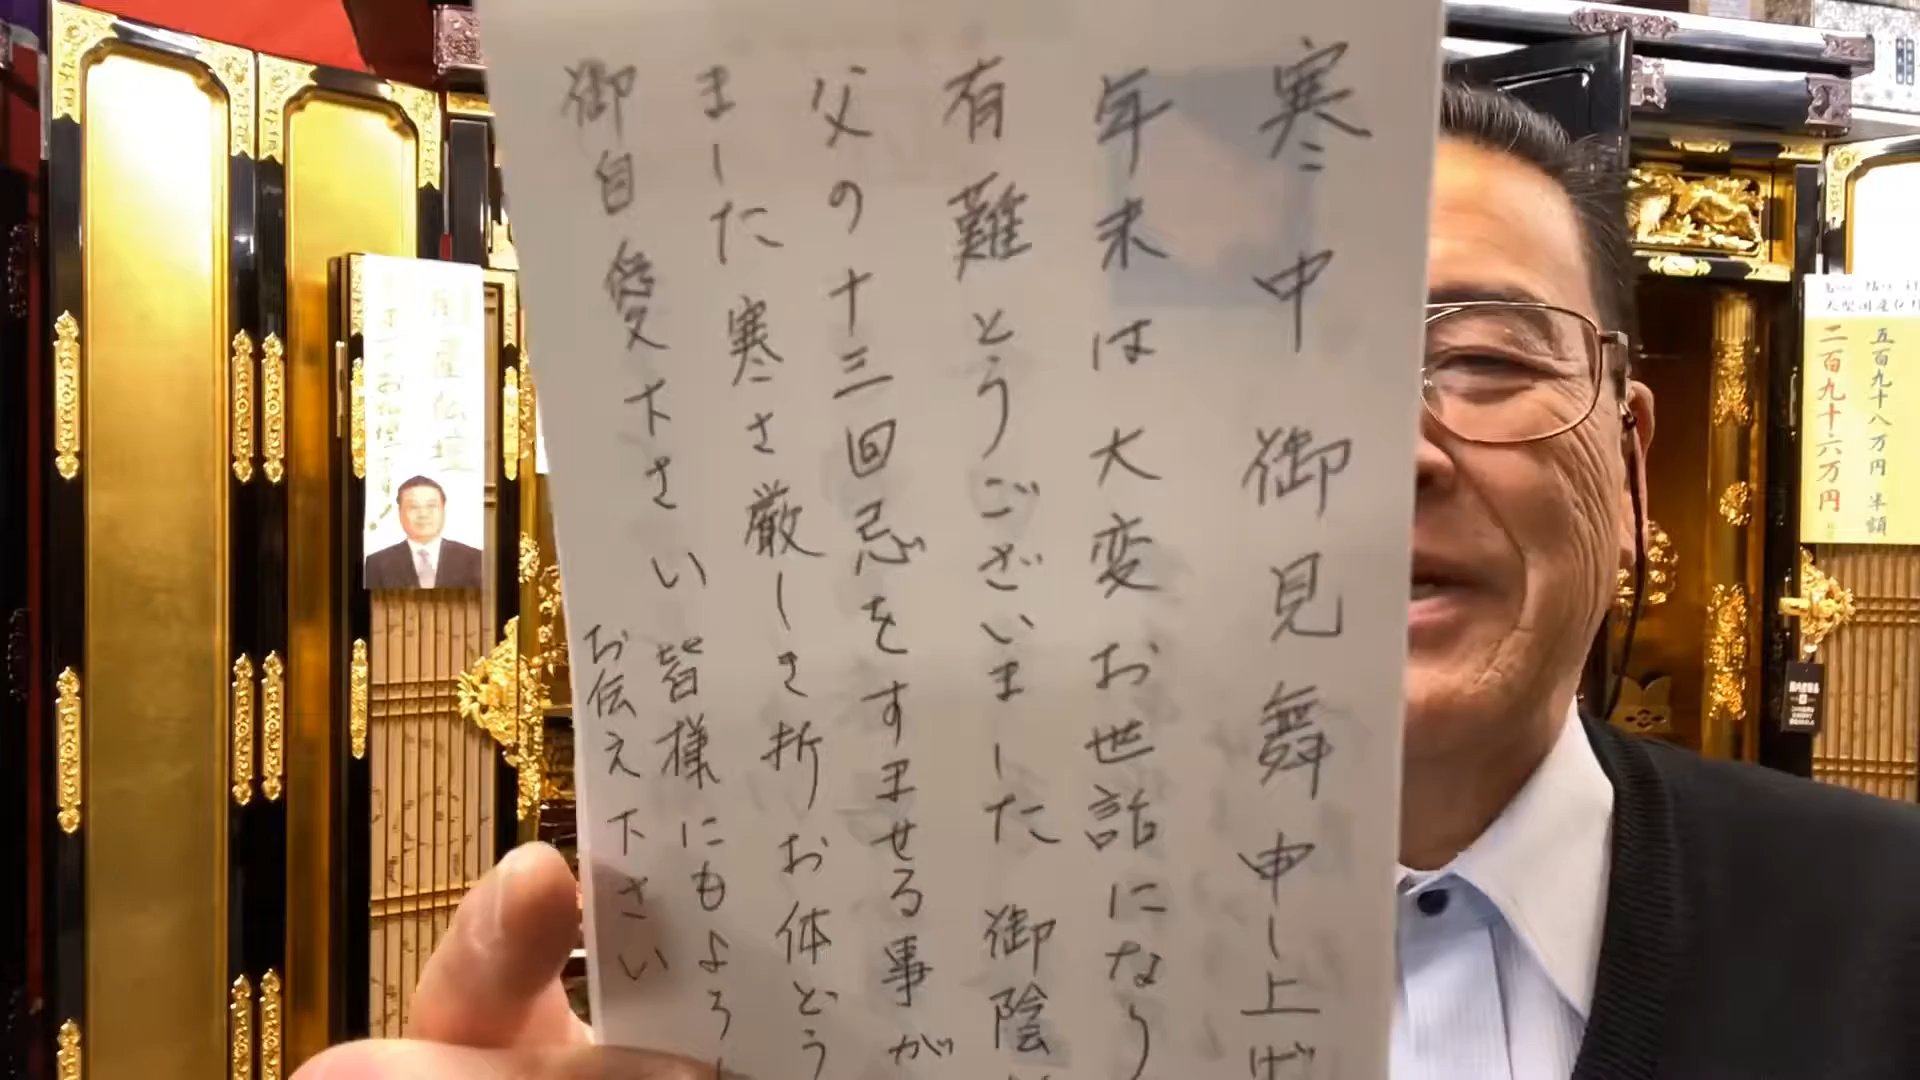 寒中御見舞申し上げ
年末は大変お世話になり
有難とうございました 御陰
父の十三回忌をすませる事が
ました 寒さ厳しき折 お体どう
御自愛下さい 皆様にもよろし
お伝え下さい
五百九十八万円 半額
二百九十六万円